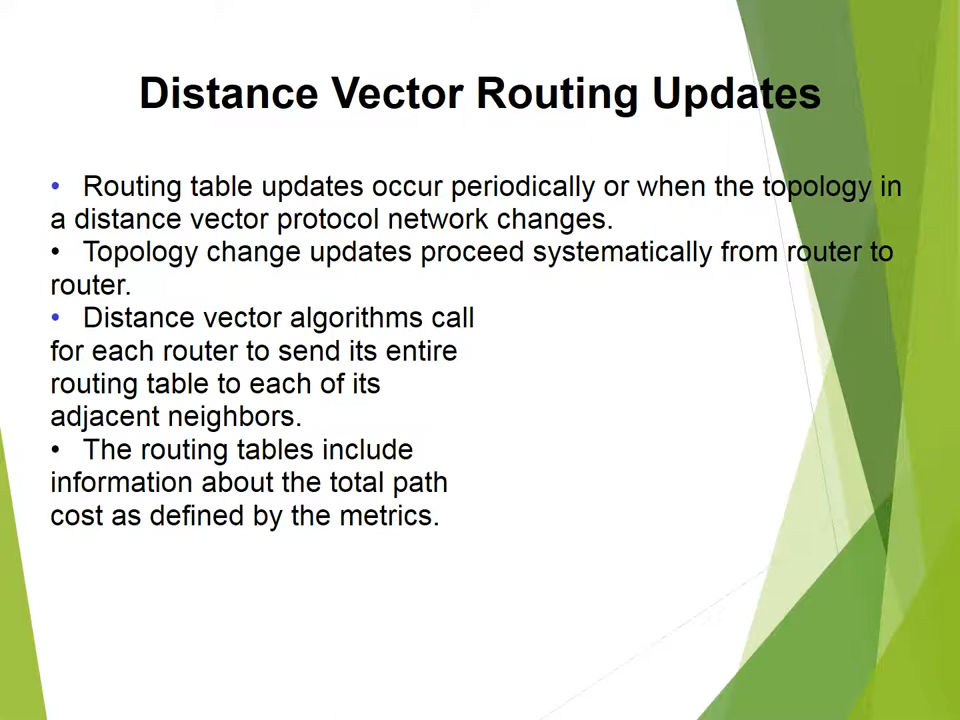 Distance Vector Routing Updates
• Routing table updates occur periodically or when the topology in
a distance vector protocol network changes.
• Topology change updates proceed systematically from router to
router.
• Distance vector algorithms call
for each router to send its entire
routing table to each of its
adjacent neighbors.
• The routing tables include
information about the total path
cost as defined by the metrics.